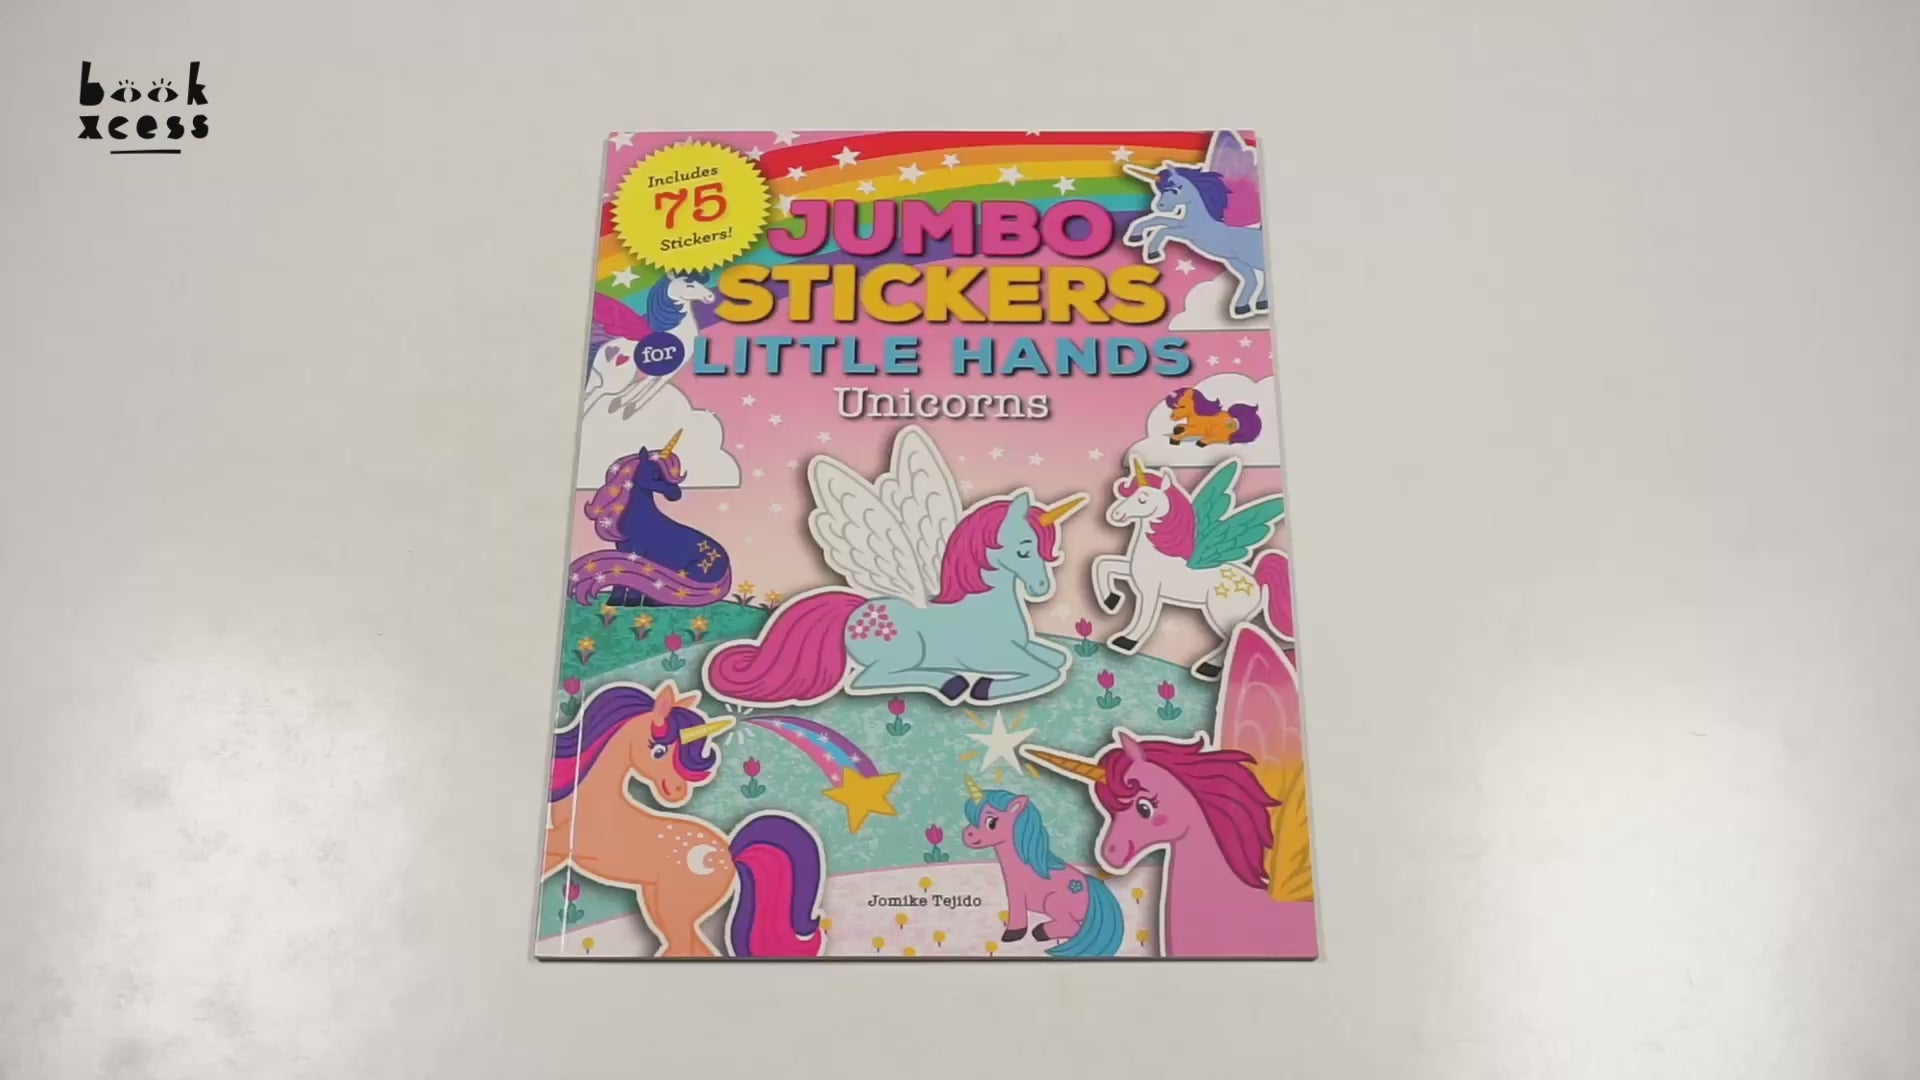 book
xcess
Includes
75
Stickers!
JUMBO
STICKERS
for LITTLE HANDS
Unicorns
Jomike Tejido